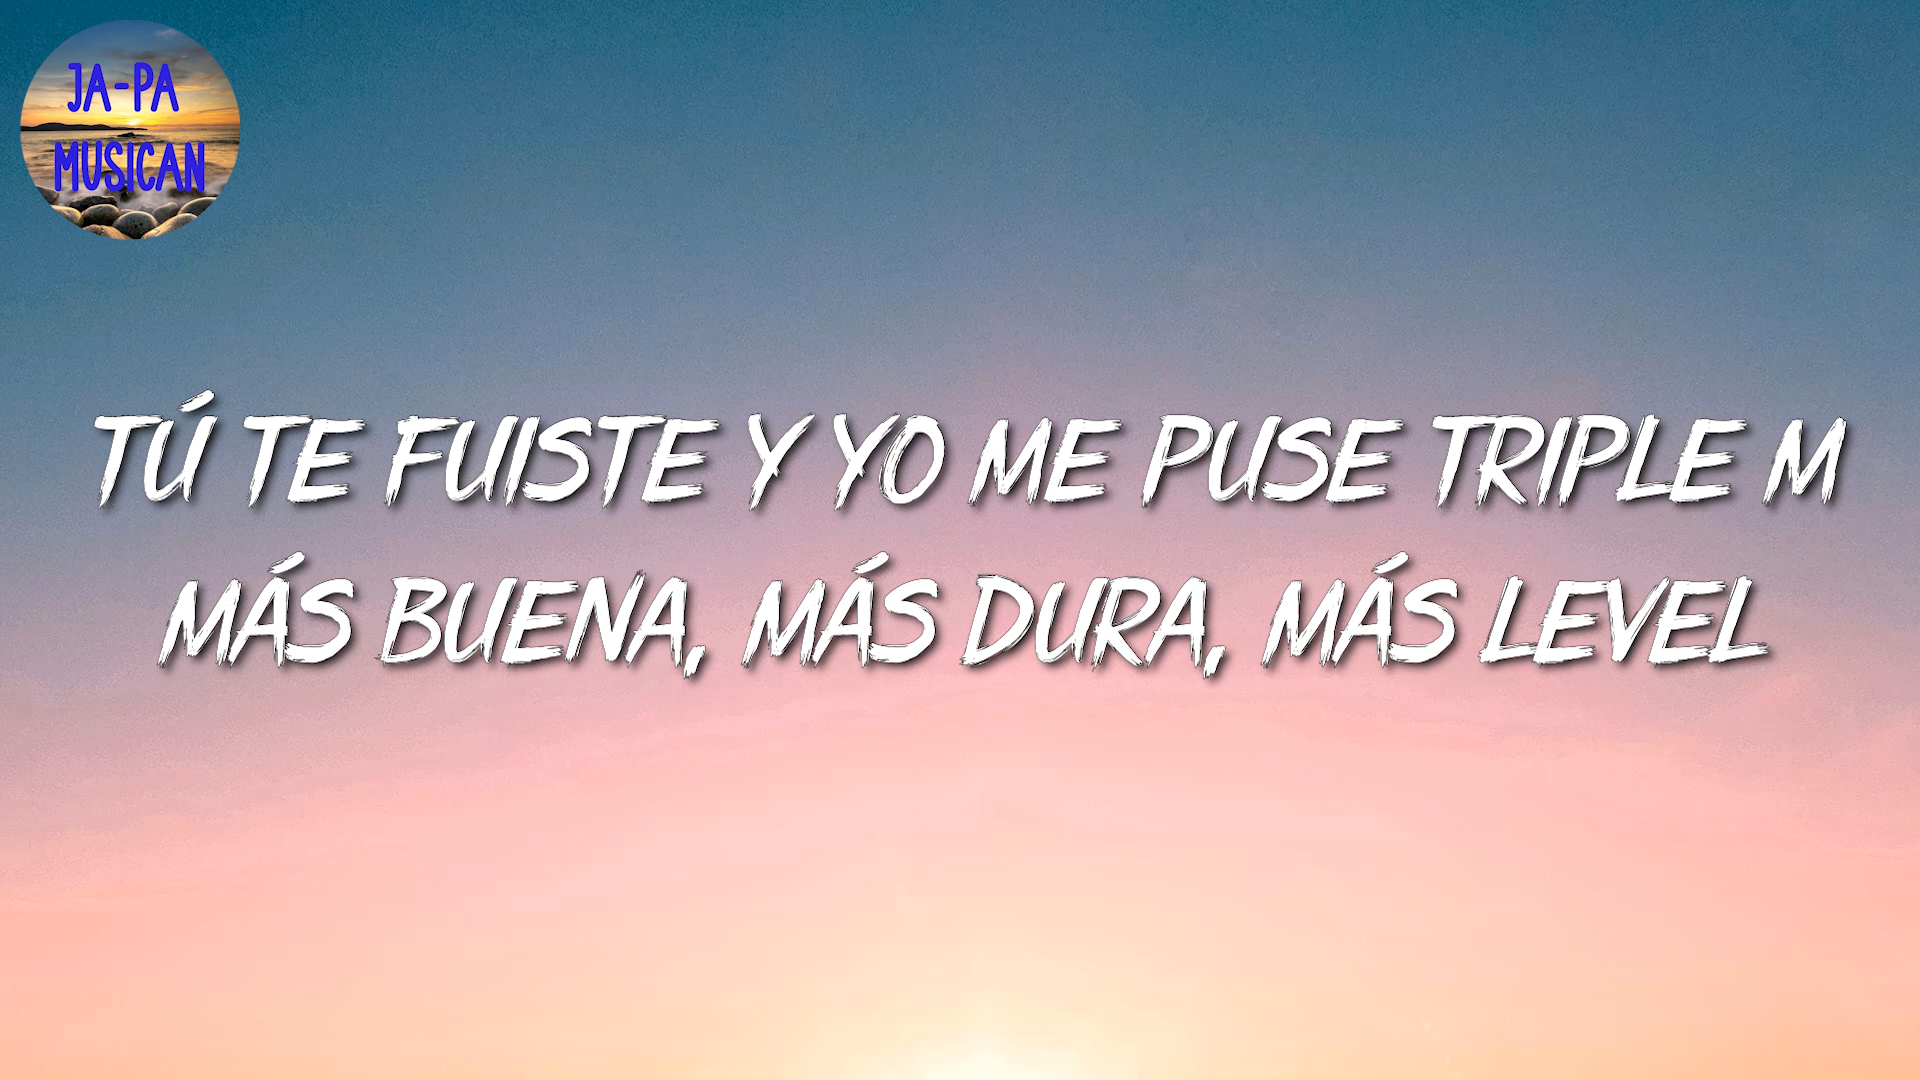 JA-PA
MUSICAN
TÚ TE FUISTE Y YO ME PUSE TRIPLE M
MÁS BUENA, MÁS DURA, MÁS LEVEL